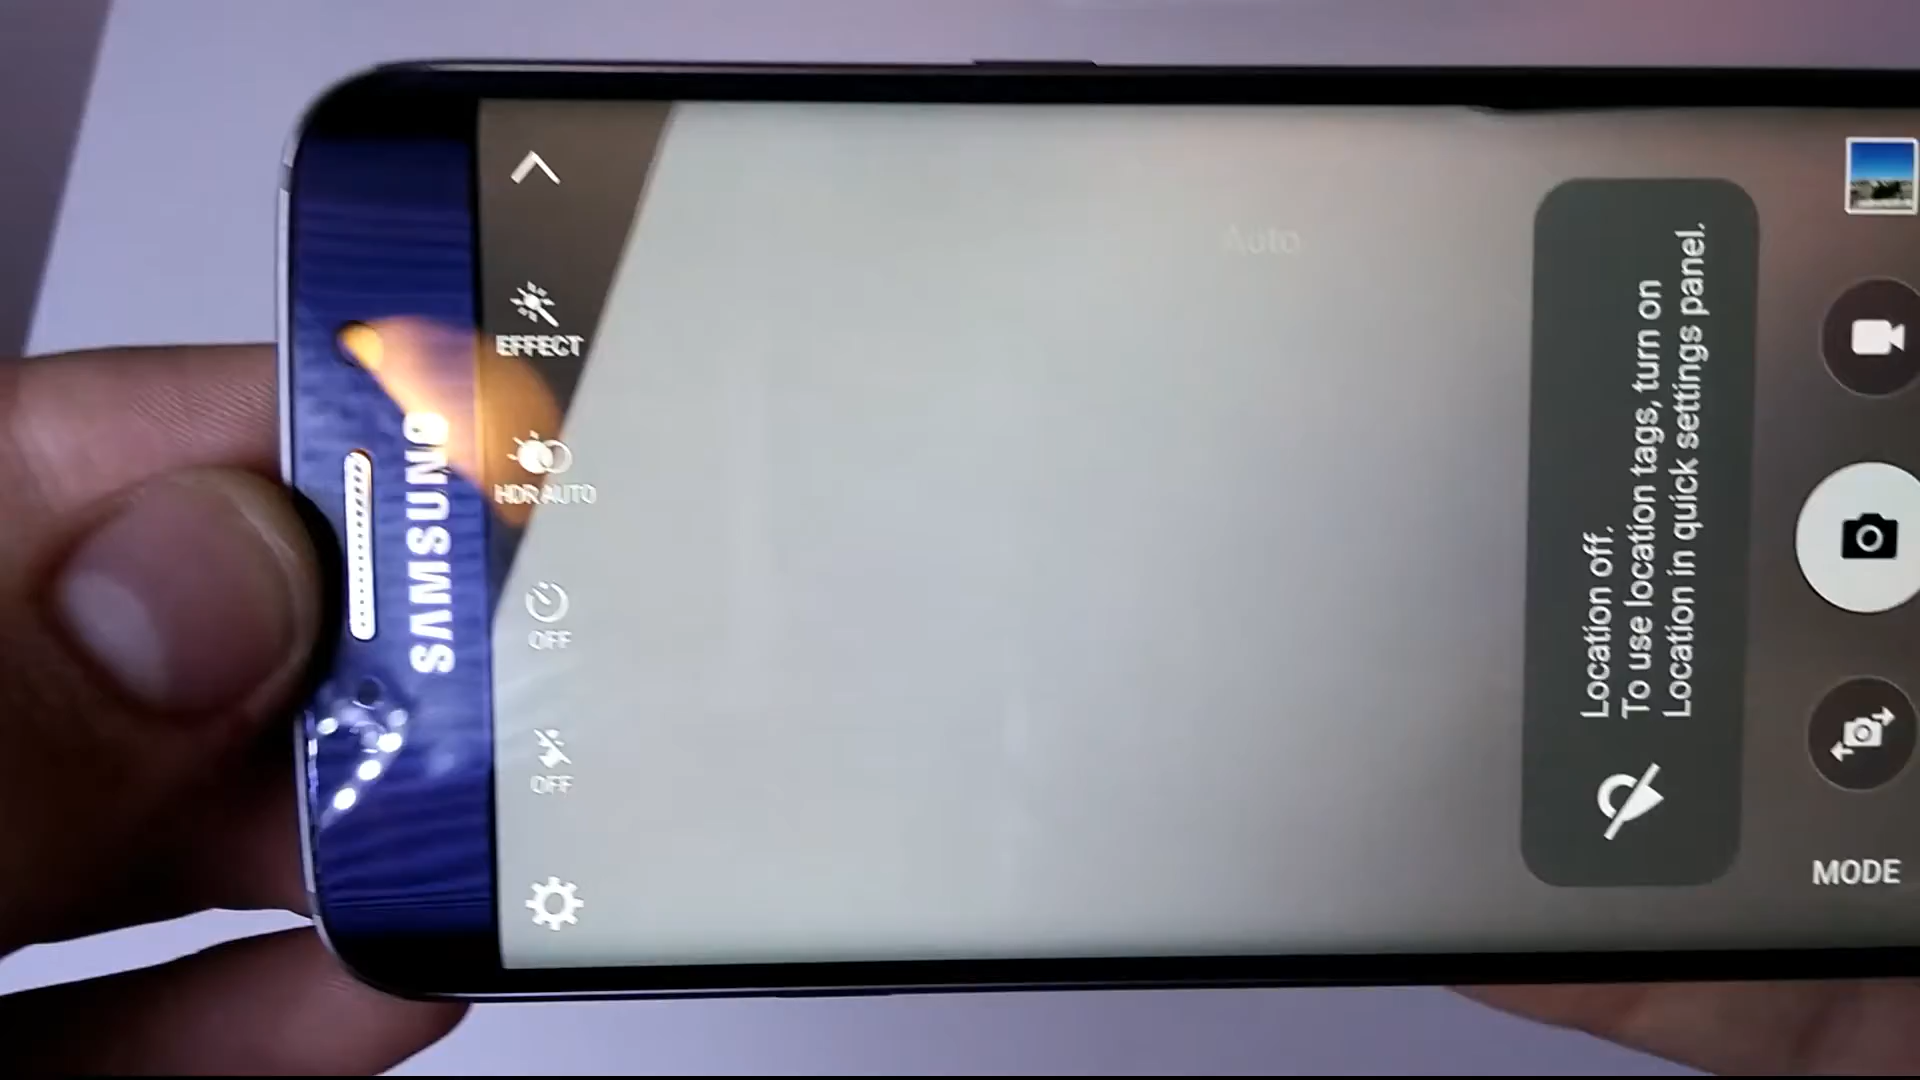 SAMSUNG
EFFECT
HDR AUTO
OFF
OFF
Auto
Location off.
To use location tags, turn on
Location in quick settings panel.
MODE